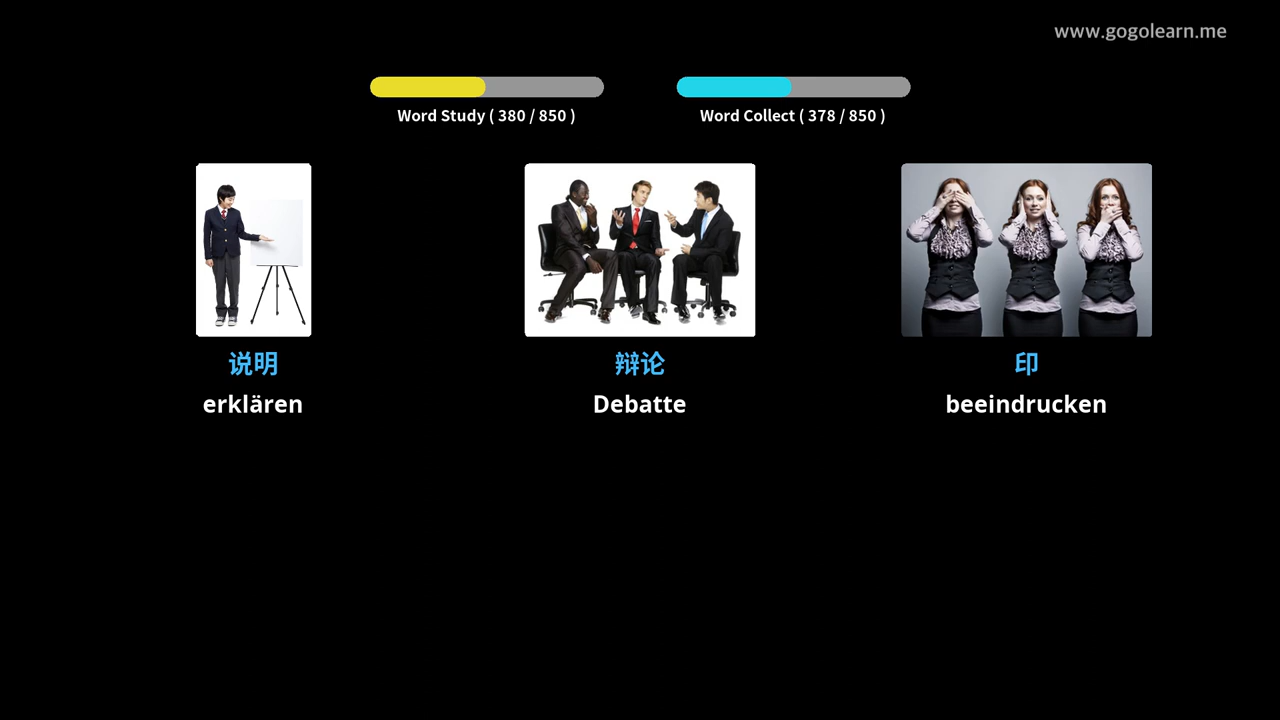 www.gogolearn.me
Word Study ( 380 / 850 )
Word Collect ( 378 / 850 )
说明
erklären
辩论
Debatte
印
beeindrucken